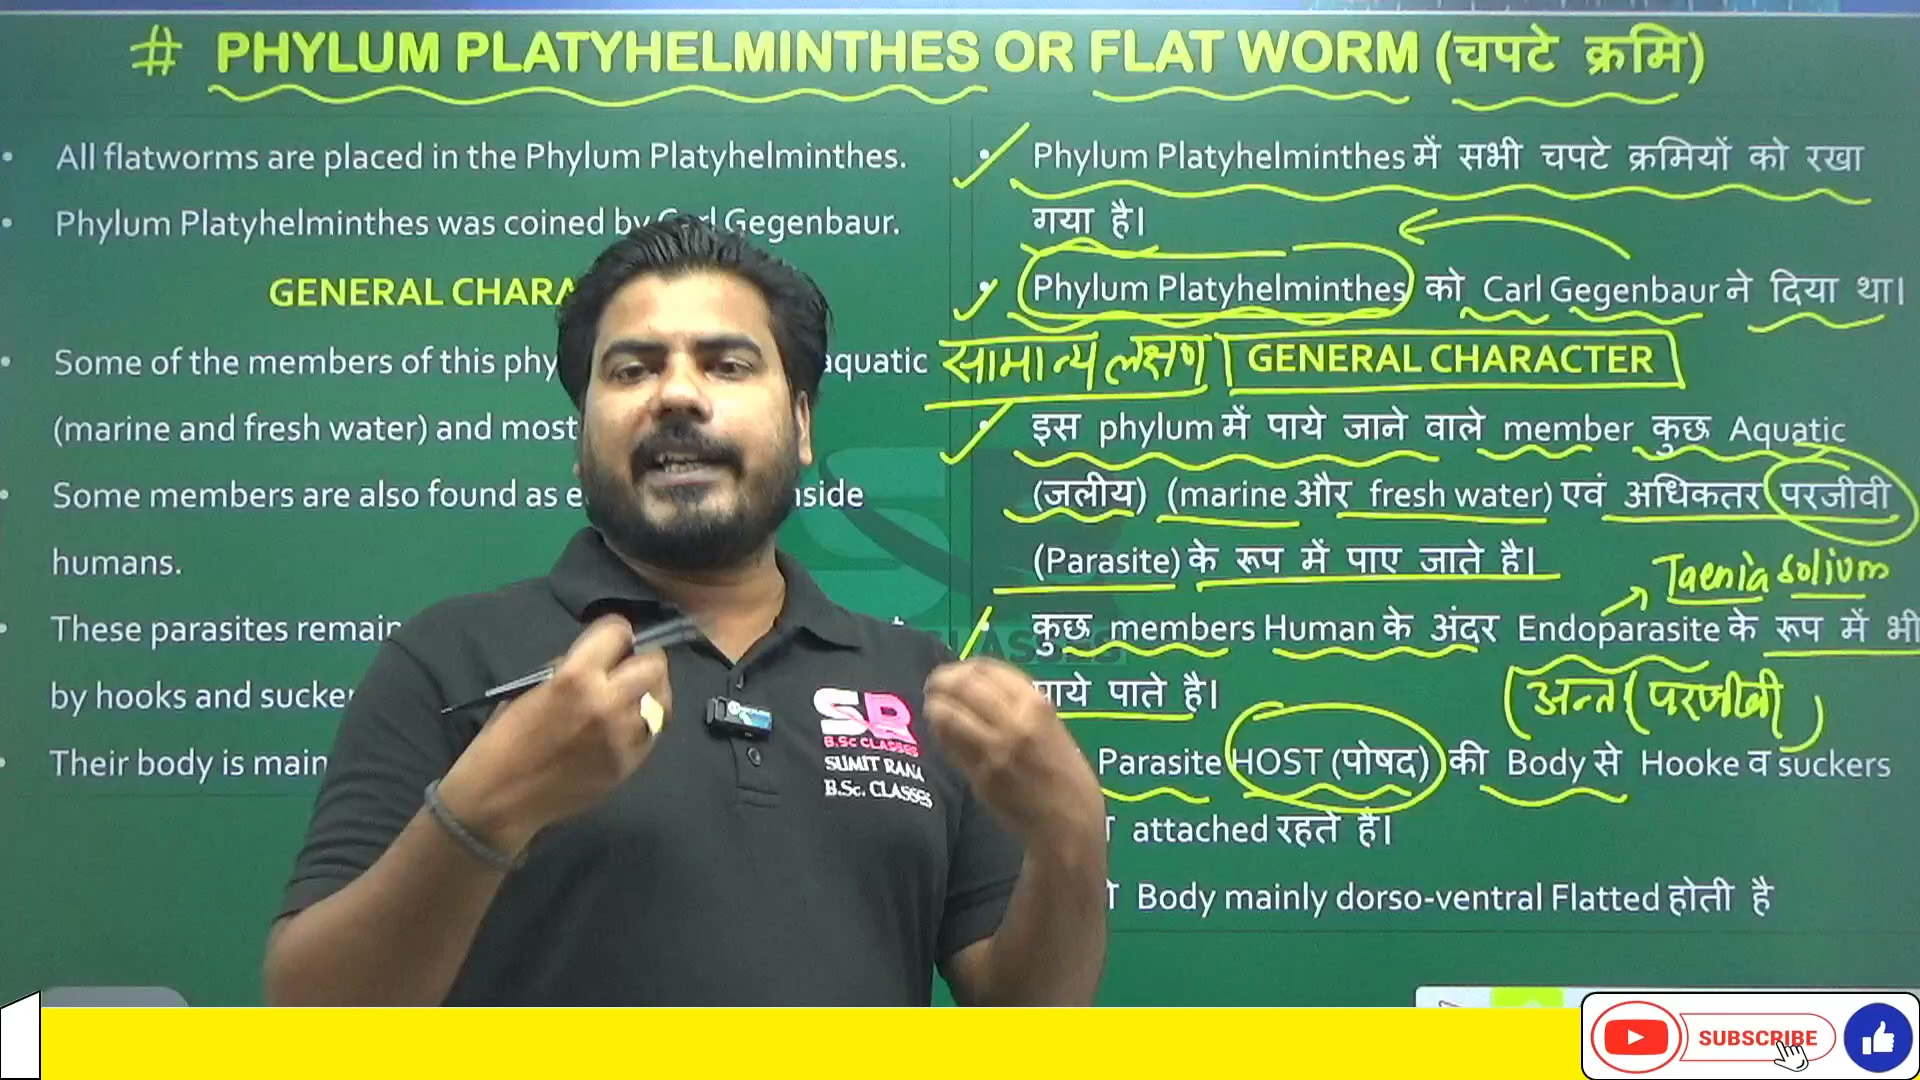 # PHYLUM PLATYHELMINTHES OR FLAT WORM (चपटे क्रमि)
• All flatworms are placed in the Phylum Platyhelminthes.
• Phylum Platyhelminthes was coined by Gegenbaur.
GENERAL CHARA
• Some of the members of this phy aquatic
(marine and fresh water) and most
• Some members are also found as e nside
humans.
• These parasites remain
by hooks and sucke
• Their body is main
• Phylum Platyhelminthes में सभी चपटे क्रमियों को रखा
गया है।
• Phylum Platyhelminthes को Carl Gegenbaur ने दिया था।
सामान्य लक्षण GENERAL CHARACTER
• इस phylum में पाये जाने वाले member कुछ Aquatic
(जलीय) (marine और fresh water) एवं अधिकतर परजीवी
(Parasite) के रूप में पाए जाते है।
Taenia Solium
• कुछ members Human के अंदर Endoparasite के रूप में भी
पाये पाते है।
(अन्त ( परजीवी )
Parasite HOST (पोषद) की Body से Hooke व suckers
attached रहते है।
Body mainly dorso-ventral Flatted होती है
SR
B.Sc CLASSES
SUMIT RANA
B.Sc. CLASSES
SUBSCRIBE